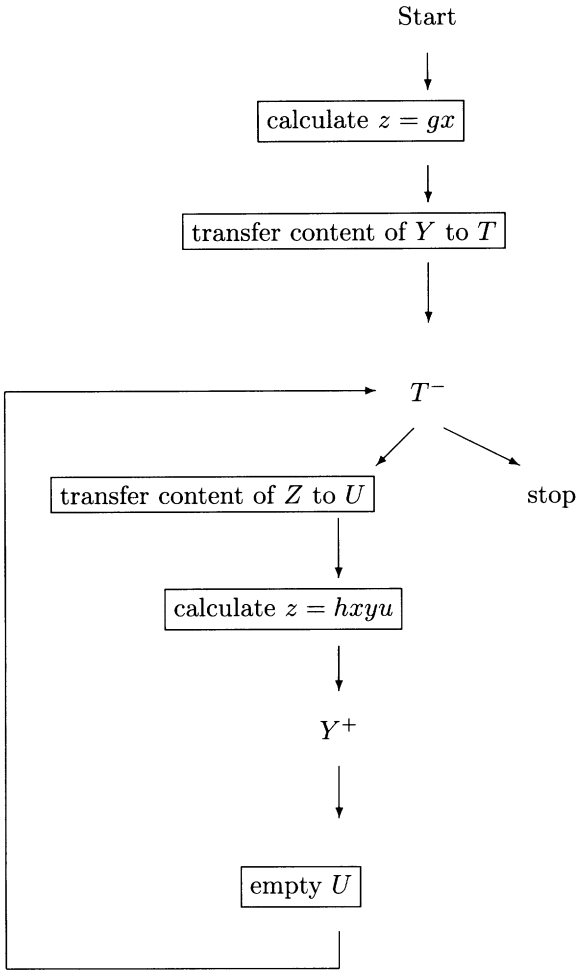 Start
calculate z = gx
transfer content of Y to T
T⁻
transfer content of Z to U
stop
calculate z = hxyu
Y⁺
empty U